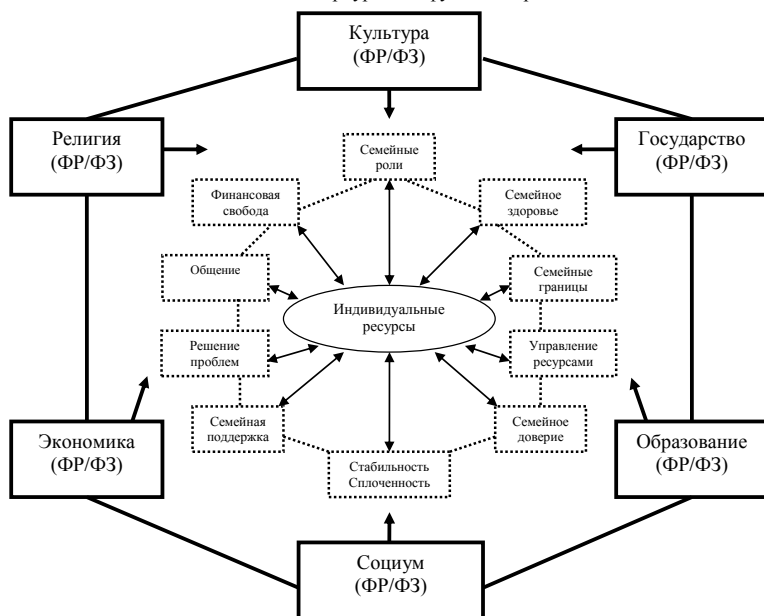 Культура
(ФР/ФЗ)
Религия
(ФР/ФЗ)
Государство
(ФР/ФЗ)
Семейные
роли
Финансовая
свобода
Семейное
здоровье
Общение
Семейные
границы
Индивидуальные
ресурсы
Решение
проблем
Управление
ресурсами
Семейная
поддержка
Семейное
доверие
Экономика
(ФР/ФЗ)
Образование
(ФР/ФЗ)
Стабильность
Сплоченность
Социум
(ФР/ФЗ)